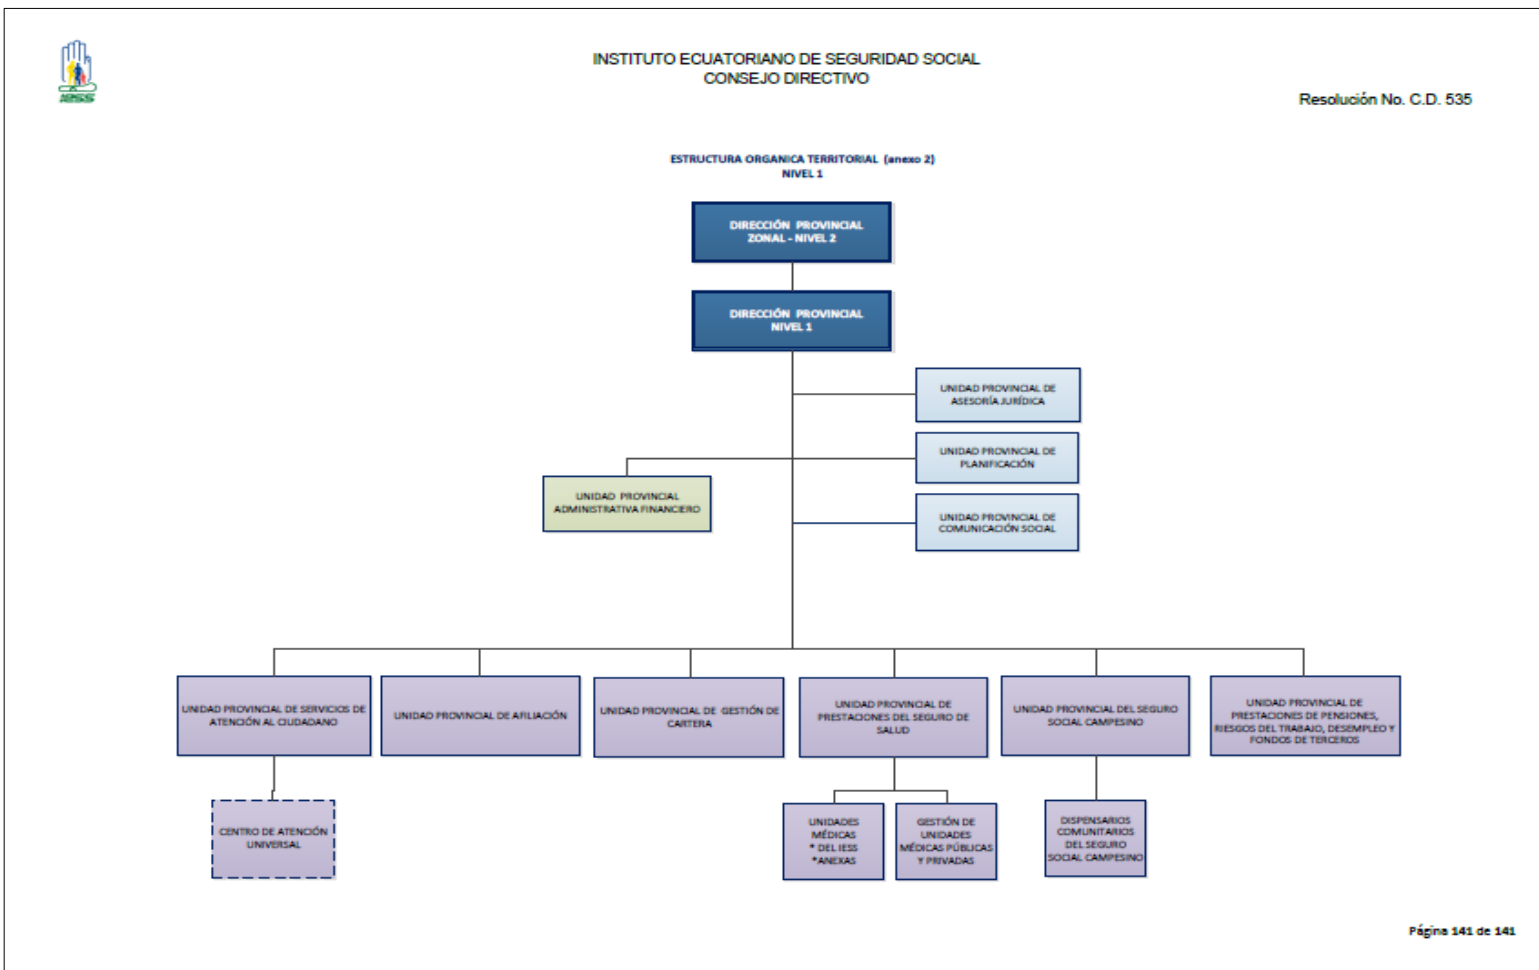 IESS
INSTITUTO ECUATORIANO DE SEGURIDAD SOCIAL
CONSEJO DIRECTIVO
Resolución No. C.D. 535
ESTRUCTURA ORGANICA TERRITORIAL (anexo 2)
NIVEL 1
DIRECCIÓN PROVINCIAL
ZONAL - NIVEL 2
DIRECCIÓN PROVINCIAL
NIVEL 1
UNIDAD PROVINCIAL DE
ASESORÍA JURÍDICA
UNIDAD PROVINCIAL DE
PLANIFICACIÓN
UNIDAD PROVINCIAL
ADMINISTRATIVA FINANCIERO
UNIDAD PROVINCIAL DE
COMUNICACIÓN SOCIAL
UNIDAD PROVINCIAL DE SERVICIOS DE
ATENCIÓN AL CIUDADANO
UNIDAD PROVINCIAL DE AFILIACIÓN
UNIDAD PROVINCIAL DE GESTIÓN DE
CARTERA
UNIDAD PROVINCIAL DE
PRESTACIONES DEL SEGURO DE
SALUD
UNIDAD PROVINCIAL DEL SEGURO
SOCIAL CAMPESINO
UNIDAD PROVINCIAL DE
PRESTACIONES DE PENSIONES,
RIESGOS DEL TRABAJO, DESEMPLEO Y
FONDOS DE TERCEROS
CENTRO DE ATENCIÓN
UNIVERSAL
UNIDADES
MÉDICAS
* DEL IESS
*ANEXAS
GESTIÓN DE
UNIDADES
MÉDICAS PÚBLICAS
Y PRIVADAS
DISPENSARIOS
COMUNITARIOS
DEL SEGURO
SOCIAL CAMPESINO
Página 141 de 141